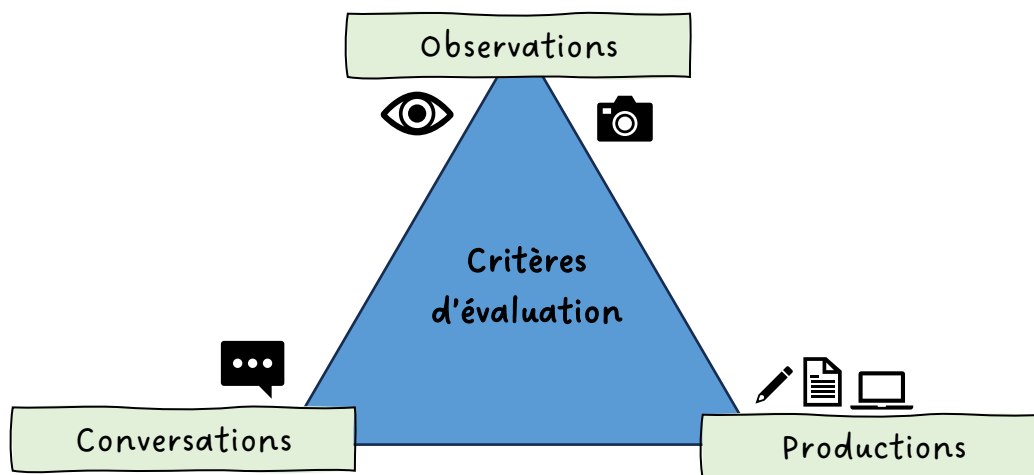 Observations
Critères
d'évaluation
Conversations
Productions